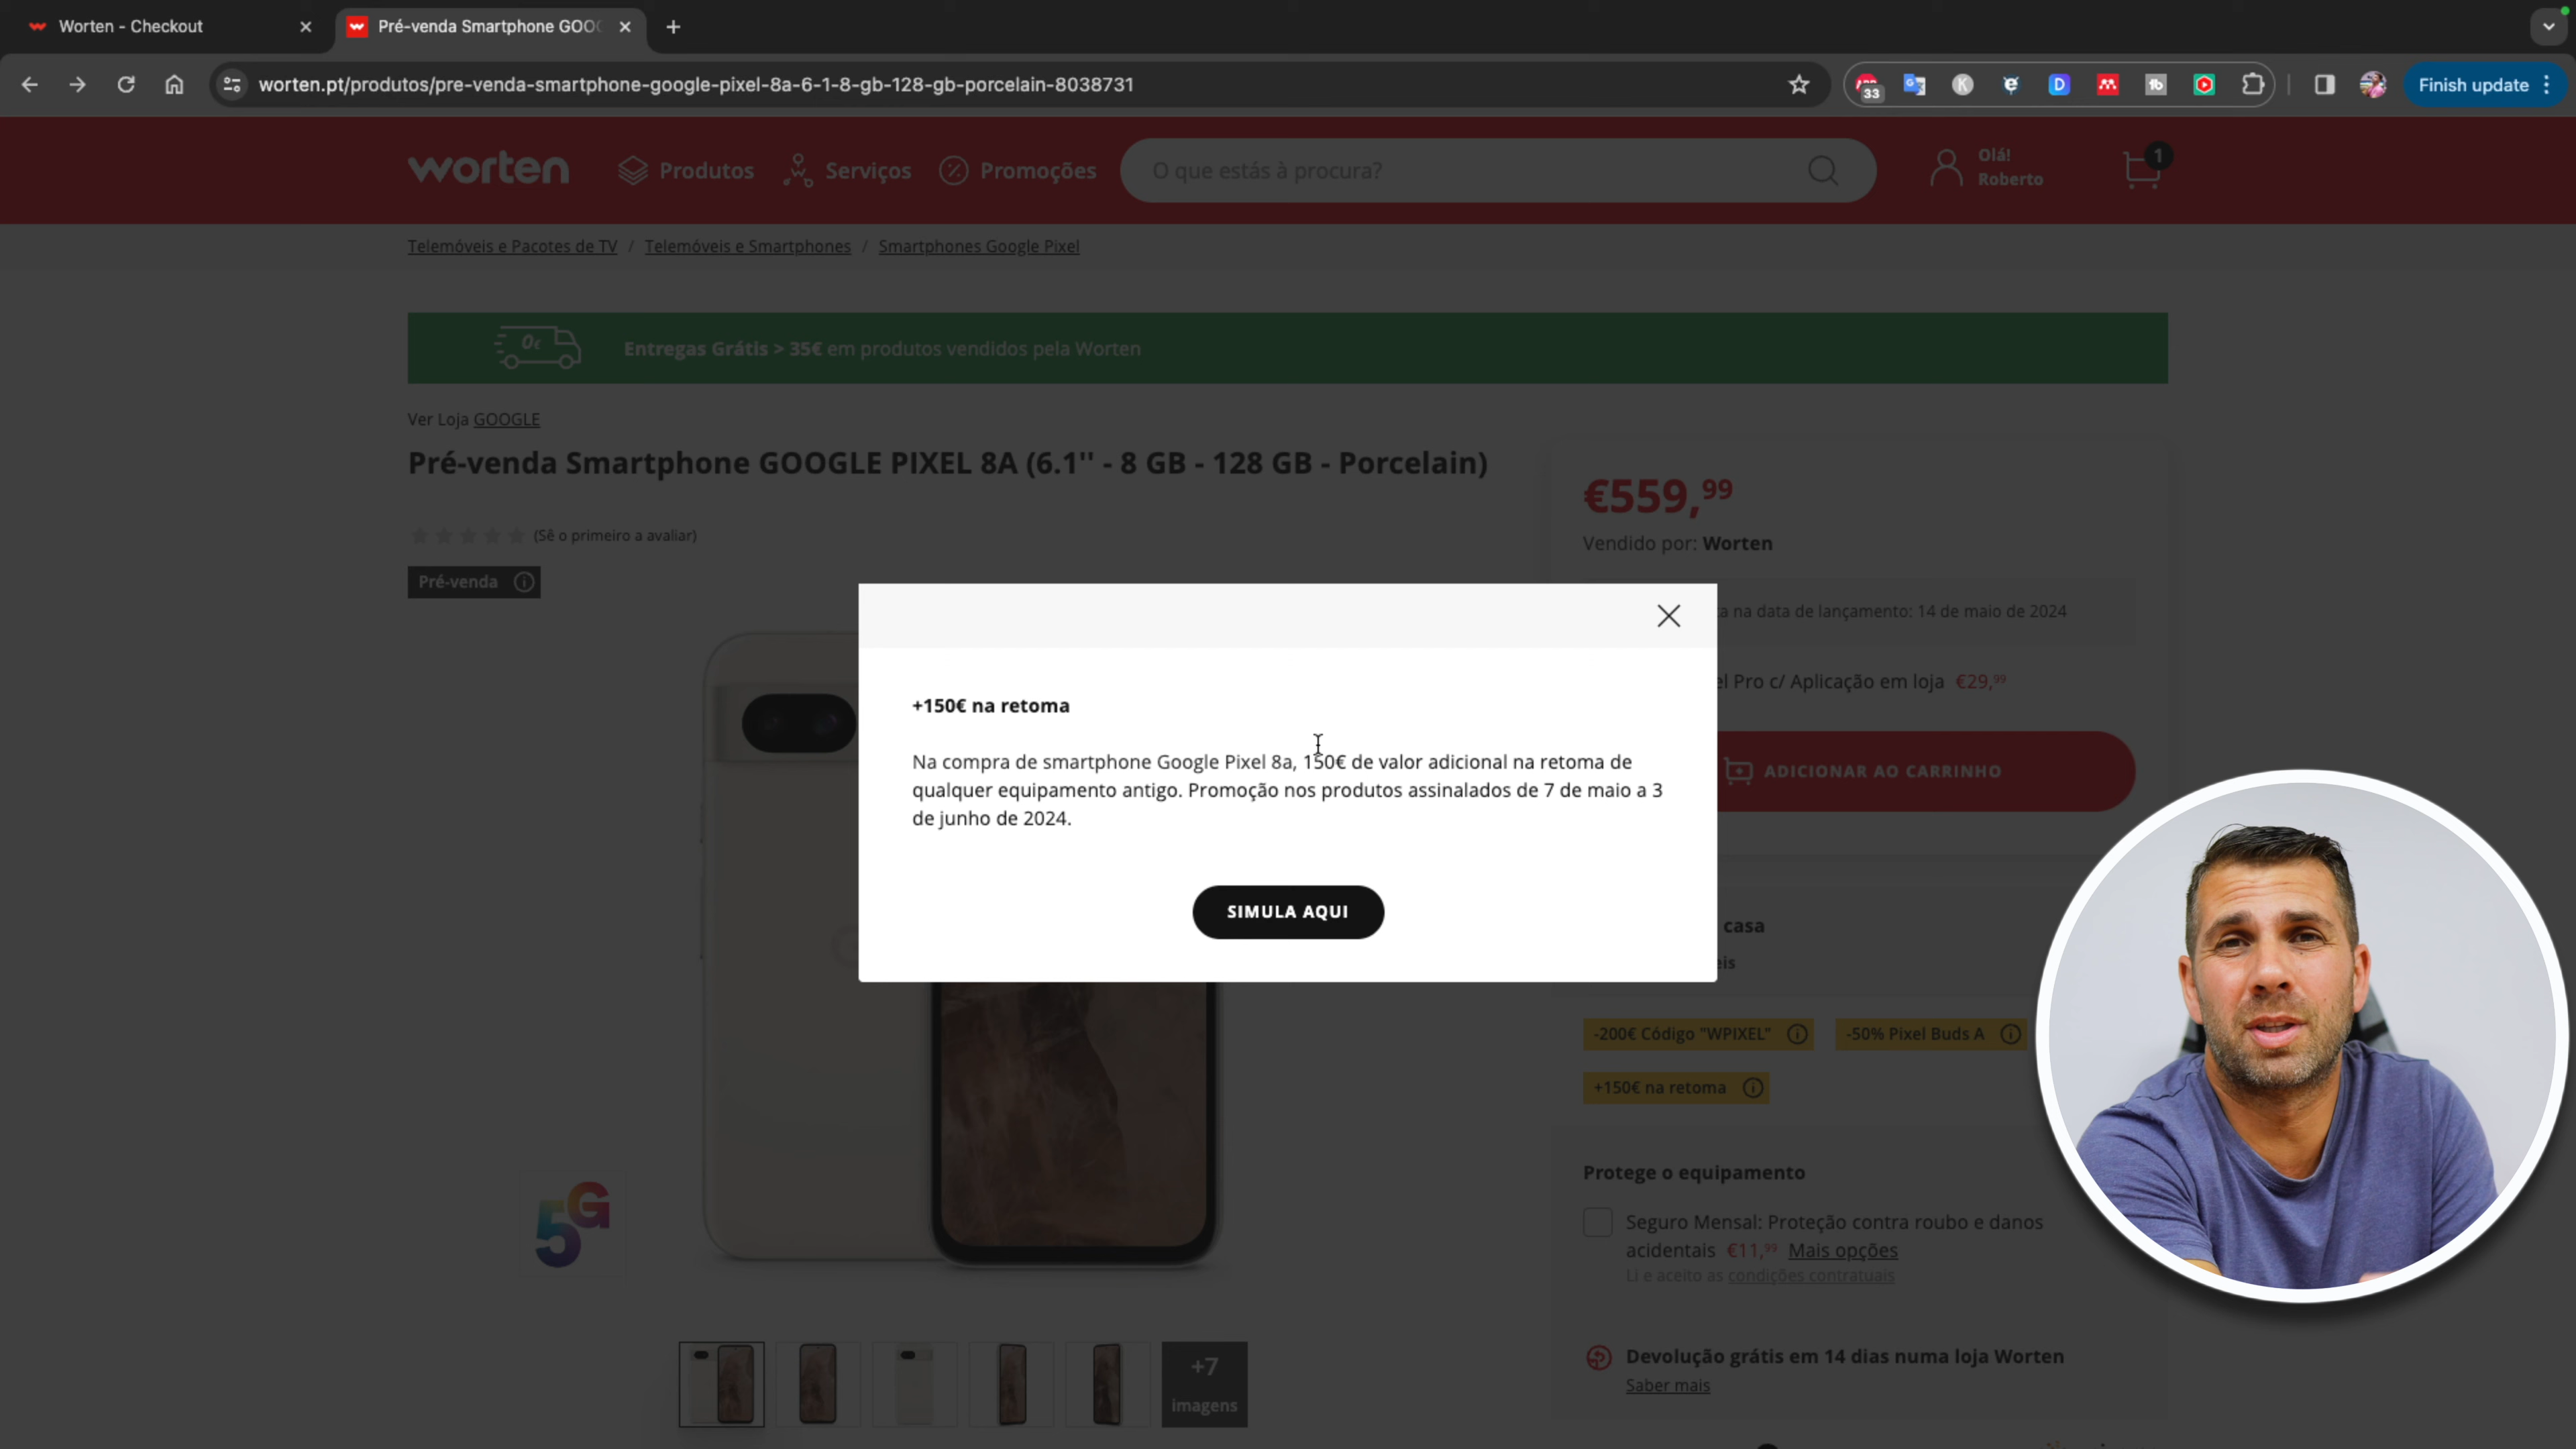 Worten - Checkout
Pré-venda Smartphone GOO
worten.pt/produtos/pre-venda-smartphone-google-pixel-8a-6-1-8-gb-128-gb-porcelain-8038731
33
Finish update
worten
Produtos
Serviços
Promoções
O que estás à procura?
Olá!
Roberto
1
Telemóveis e Pacotes de TV / Telemóveis e Smartphones / Smartphones Google Pixel
0€
Entregas Grátis > 35€ em produtos vendidos pela Worten
Ver Loja GOOGLE
Pré-venda Smartphone GOOGLE PIXEL 8A (6.1'' - 8 GB - 128 GB - Porcelain)
(Sê o primeiro a avaliar)
Pré-venda
€559,99
Vendido por: Worten
na data de lançamento: 14 de maio de 2024
Pro c/ Aplicação em loja €29,99
ADICIONAR AO CARRINHO
+150€ na retoma
Na compra de smartphone Google Pixel 8a, 150€ de valor adicional na retoma de
qualquer equipamento antigo. Promoção nos produtos assinalados de 7 de maio a 3
de junho de 2024.
SIMULA AQUI
casa
-200€ Código "WPIXEL"
-50% Pixel Buds A
+150€ na retoma
Protege o equipamento
Seguro Mensal: Proteção contra roubo e danos
acidentais €11,99 Mais opções
Li e aceito as condições contratuais
Devolução grátis em 14 dias numa loja Worten
Saber mais
5G
+7
imagens